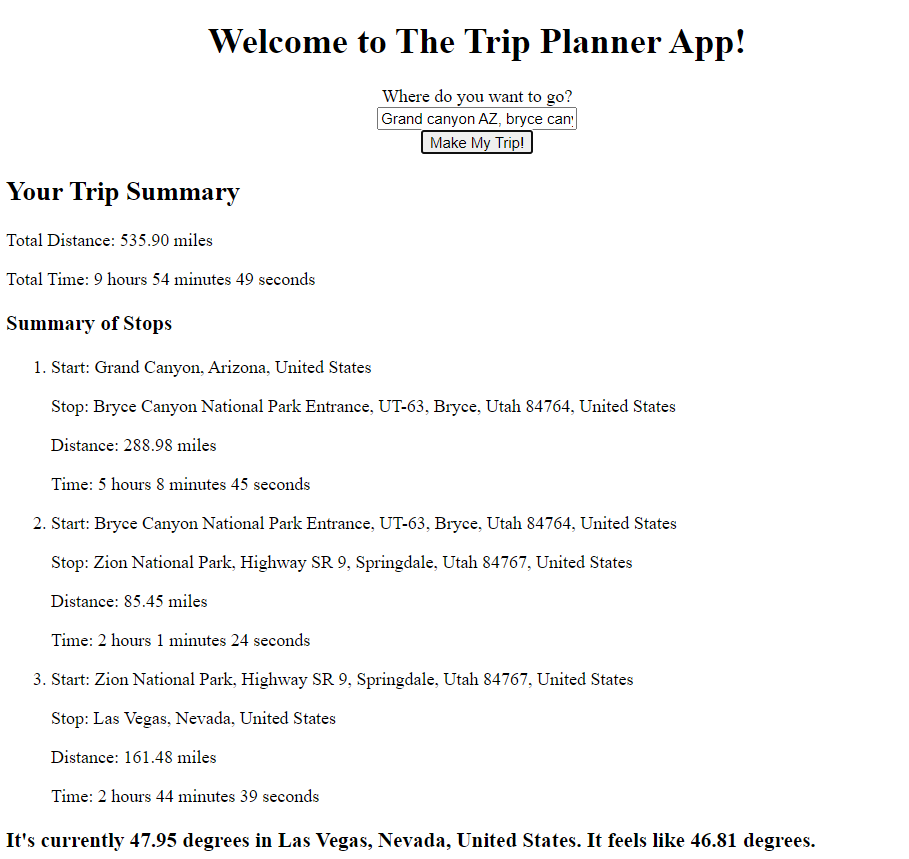 Welcome to The Trip Planner App!
Where do you want to go?
Grand canyon AZ, bryce cany
Make My Trip!
Your Trip Summary
Total Distance: 535.90 miles
Total Time: 9 hours 54 minutes 49 seconds
Summary of Stops
1. Start: Grand Canyon, Arizona, United States
Stop: Bryce Canyon National Park Entrance, UT-63, Bryce, Utah 84764, United States
Distance: 288.98 miles
Time: 5 hours 8 minutes 45 seconds
2. Start: Bryce Canyon National Park Entrance, UT-63, Bryce, Utah 84764, United States
Stop: Zion National Park, Highway SR 9, Springdale, Utah 84767, United States
Distance: 85.45 miles
Time: 2 hours 1 minutes 24 seconds
3. Start: Zion National Park, Highway SR 9, Springdale, Utah 84767, United States
Stop: Las Vegas, Nevada, United States
Distance: 161.48 miles
Time: 2 hours 44 minutes 39 seconds
It's currently 47.95 degrees in Las Vegas, Nevada, United States. It feels like 46.81 degrees.